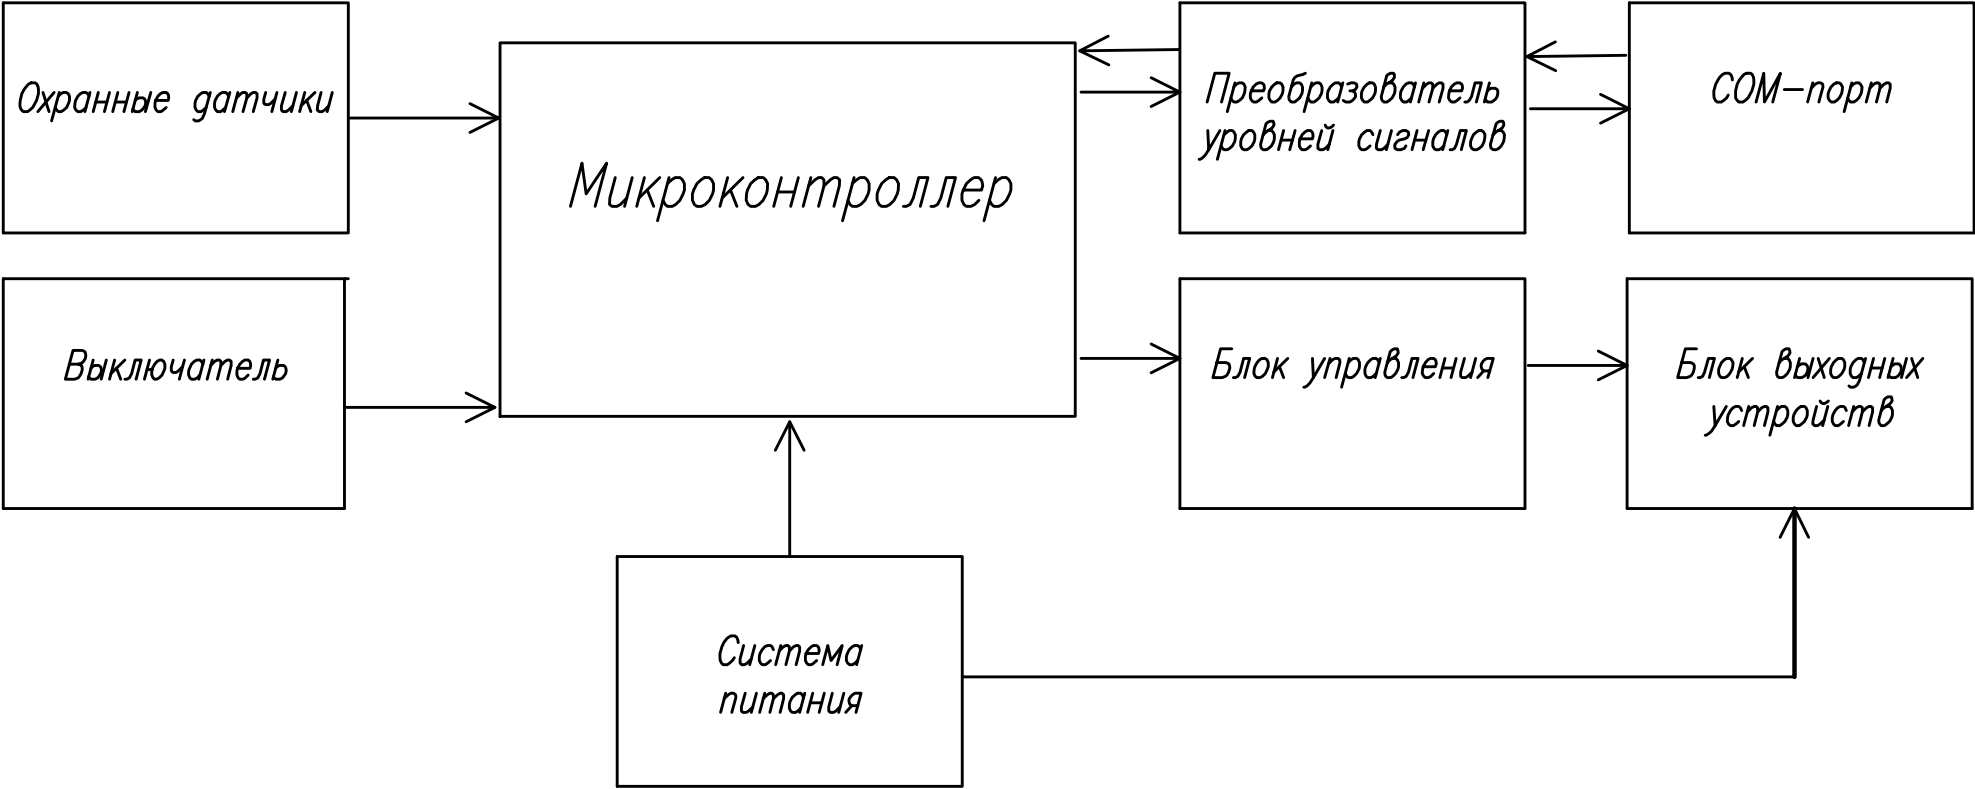 Охранные датчики
Микроконтроллер
Преобразователь
уровней сигналов
COM-порт
Выключатель
Блок управления
Блок выходных
устройств
Система
питания